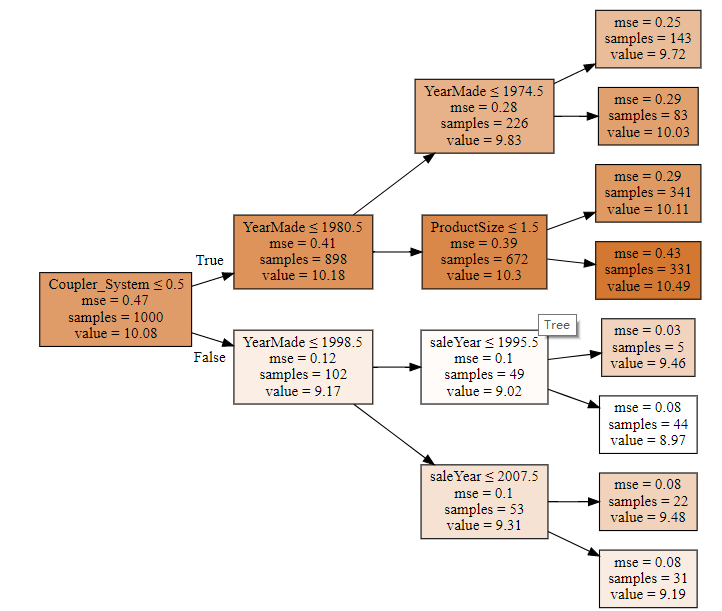 Coupler_System ≤ 0.5
mse = 0.47
samples = 1000
value = 10.08
True
False
YearMade ≤ 1980.5
mse = 0.41
samples = 898
value = 10.18
YearMade ≤ 1998.5
mse = 0.12
samples = 102
value = 9.17
YearMade ≤ 1974.5
mse = 0.28
samples = 226
value = 9.83
ProductSize ≤ 1.5
mse = 0.39
samples = 672
value = 10.3
Tree
saleYear ≤ 1995.5
mse = 0.1
samples = 49
value = 9.02
saleYear ≤ 2007.5
mse = 0.1
samples = 53
value = 9.31
mse = 0.25
samples = 143
value = 9.72
mse = 0.29
samples = 83
value = 10.03
mse = 0.29
samples = 341
value = 10.11
mse = 0.43
samples = 331
value = 10.49
mse = 0.03
samples = 5
value = 9.46
mse = 0.08
samples = 44
value = 8.97
mse = 0.08
samples = 22
value = 9.48
mse = 0.08
samples = 31
value = 9.19